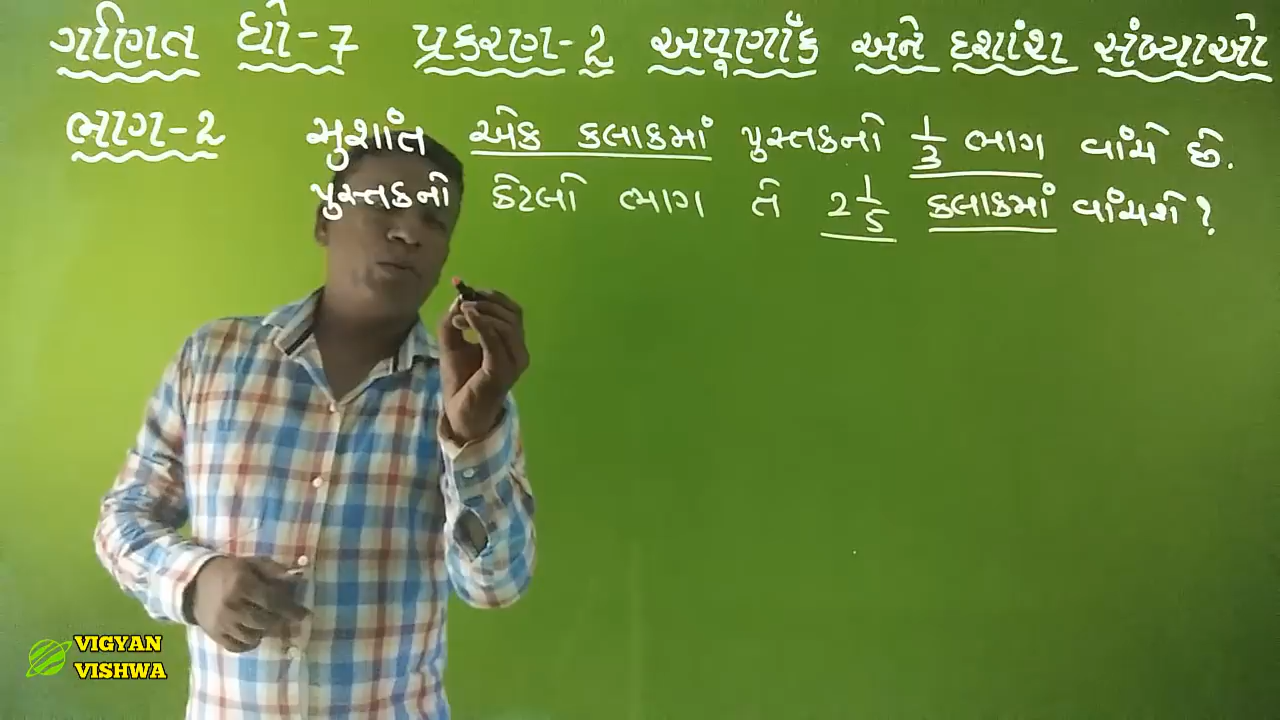 ગણિત ધો-7 પ્રકરણ-2 અપૂર્ણાંક અને દશાંશ સંખ્યાઓ
ભાગ-2 સુશાંત એક કલાકમાં પુસ્તકનો 1/3 ભાગ વાંચે છે.
પુસ્તકનો કેટલો ભાગ તે 2 1/5 કલાકમાં વાંચશે?
VIGYAN
VISHWA